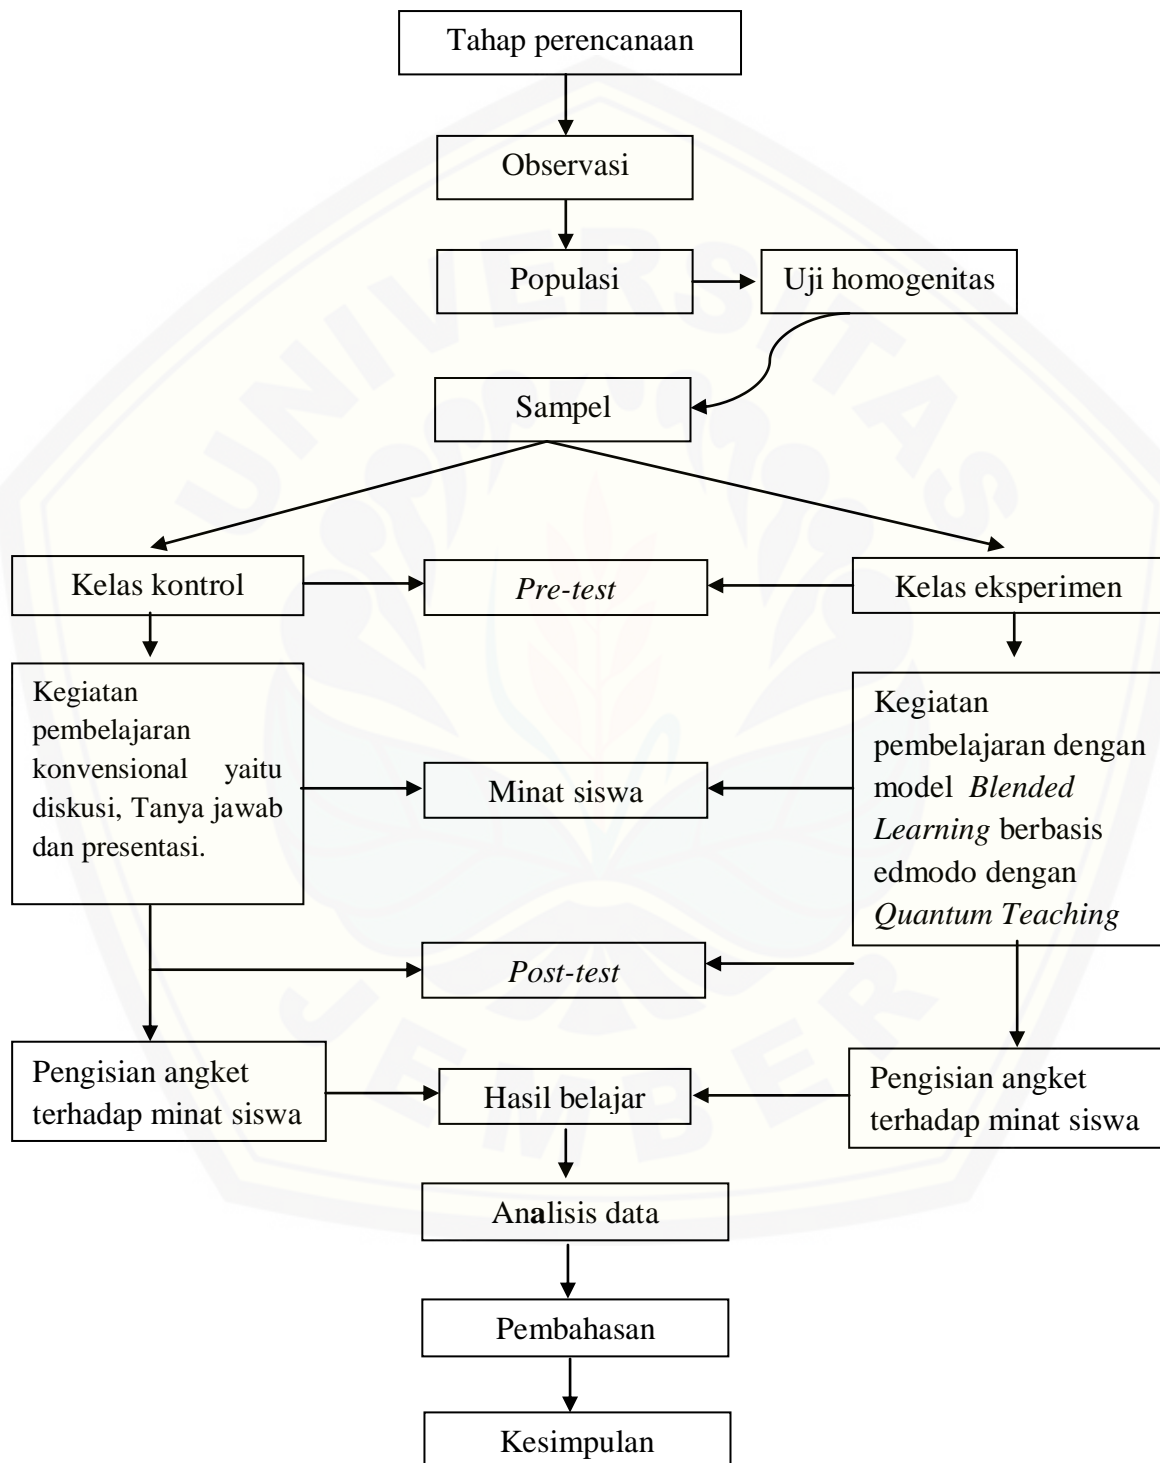 Tahap perencanaan
Observasi
Populasi
Uji homogenitas
Sampel
Kelas kontrol
Pre-test
Kelas eksperimen
Kegiatan
pembelajaran
konvensional yaitu
diskusi, Tanya jawab
dan presentasi.
Minat siswa
Kegiatan
pembelajaran dengan
model Blended
Learning berbasis
edmodo dengan
Quantum Teaching
Post-test
Pengisian angket
terhadap minat siswa
Hasil belajar
Pengisian angket
terhadap minat siswa
Analisis data
Pembahasan
Kesimpulan
UNIVERSITAS
JEMBER